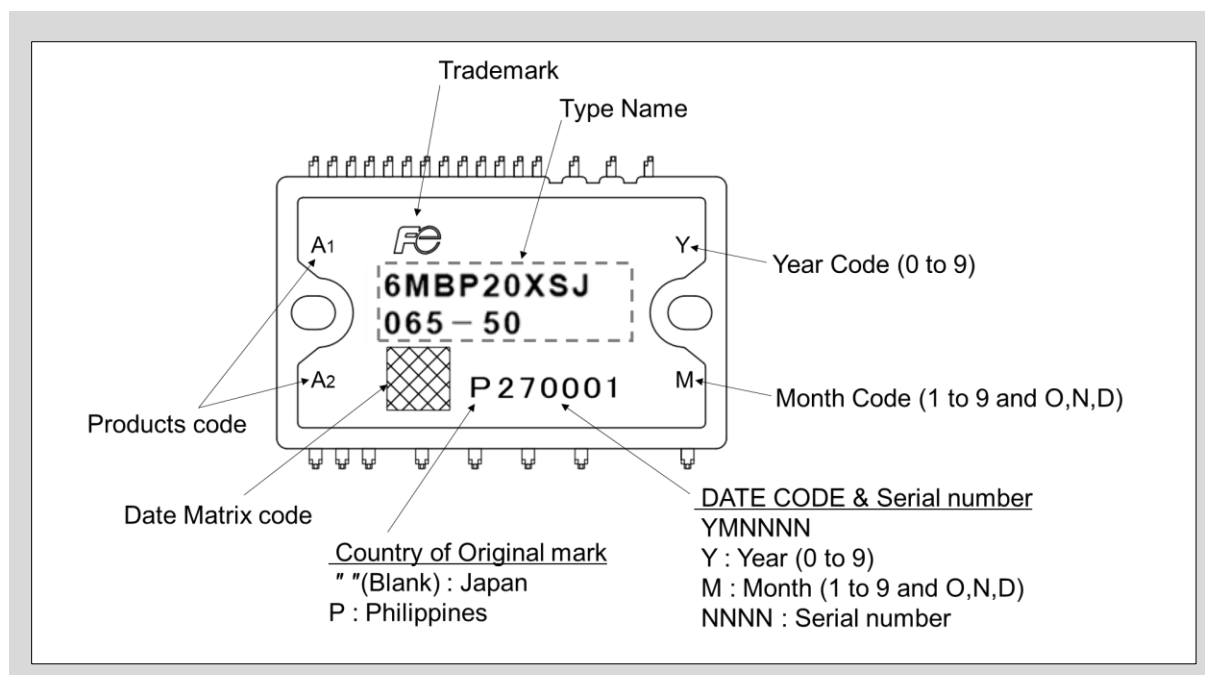 Trademark
Type Name
A1
Fe
Y
Year Code (0 to 9)
6MBP20XSJ
065-50
A2
P270001
M
Month Code (1 to 9 and O,N,D)
Products code
Date Matrix code
DATE CODE & Serial number
YMNNNN
Y : Year (0 to 9)
M : Month (1 to 9 and O,N,D)
NNNN : Serial number
Country of Original mark
" "(Blank) : Japan
P : Philippines